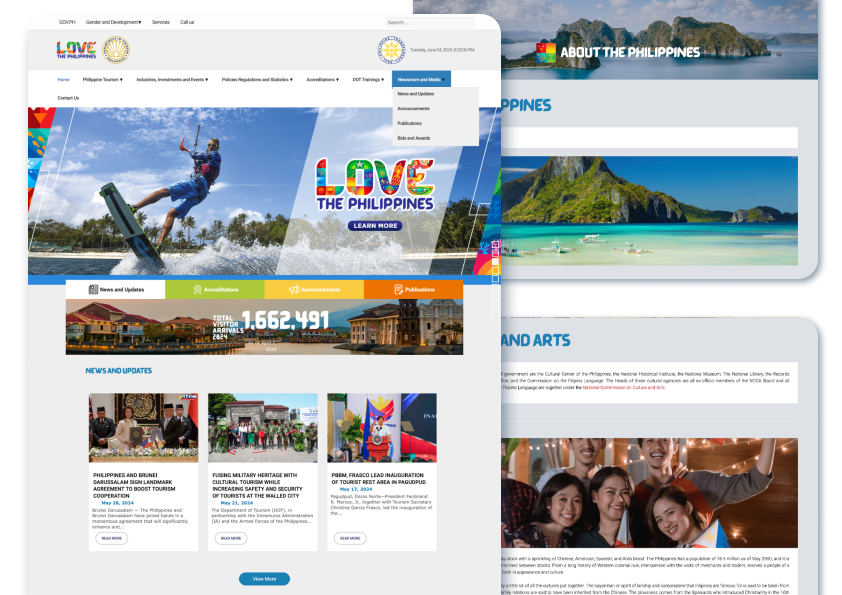 GOVPH Gender and Development▼ Services Call us Search ...
LOVE
THE PHILIPPINES
Tuesday, June 04, 2024, 8:23:06 PM
Home Philippine Tourism ▼ Industries, Investments and Events ▼ Policies Regulations and Statistics ▼ Accreditations ▼ DOT Trainings ▼ Newsroom and Media
Contact Us
News and Updates
Announcements
Publications
Bids and Awards
LOVE
THE PHILIPPINES
LEARN MORE
News and Updates Accreditations Announcements Publications
TOTAL
VISITOR
ARRIVALS
2024
1,662,491
NEWS AND UPDATES
PHILIPPINES AND BRUNEI
DARUSSALAM SIGN LANDMARK
AGREEMENT TO BOOST TOURISM
COOPERATION
May 28, 2024
Brunei Darussalam — The Philippines and
Brunei Darussalam have joined hands in a
momentous agreement that will significantly
enhance and...
READ MORE
FUSING MILITARY HERITAGE WITH
CULTURAL TOURISM WHILE
INCREASING SAFETY AND SECURITY
OF TOURISTS AT THE WALLED CITY
May 21, 2024
The Department of Tourism (DOT), in
partnership with the Intramuros Administration
(IA) and the Armed Forces of the Philippines...
READ MORE
PBBM, FRASCO LEAD INAUGURATION
OF TOURIST REST AREA IN PAGUDPUD
May 17, 2024
Pagudpud, Ilocos Norte—President Ferdinand
R. Marcos, Jr., together with Tourism Secretary
Christina Garcia Frasco, led the inauguration of
the...
READ MORE
View More
ABOUT THE PHILIPPINES
PPINES
AND ARTS
government are the Cultural Center of the Philippines, the National Historical Institute, the National Museum, The National Library, the Records
and the Commission on the Filipino Language. The Heads of these cultural agencies are all ex-officio members of the NCCA Board and all
Filipino Language are together under the National Commission on Culture and Arts
stock with a sprinkling of Chinese, American, Spanish, and Arab blood. The Philippines has a population of 76.5 million as of May 2000, and it is
the lines between stocks. From a long history of Western colonial rule, interspersed with the visits of merchants and traders, evolved a people of a
in appearance and culture.
a little bit of all the cultures put together. The bayanihan or spirit of kinship and camaraderie that Filipinos are famous for is said to be taken from
family relations are said to have been inherited from the Chinese. The piousness comes from the Spaniards who introduced Christianity in the 16th